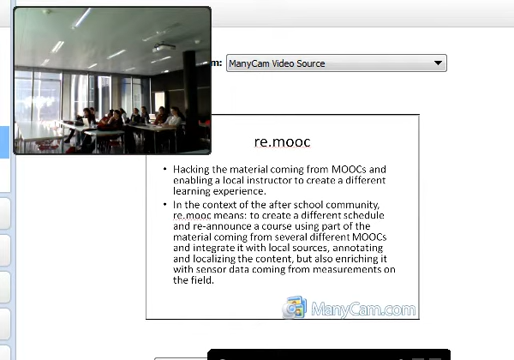 m:
ManyCam Video Source
re.mooc
• Hacking the material coming from MOOCs and
enabling a local instructor to create a different
learning experience.
• In the context of the after school community,
re.mooc means: to create a different schedule
and re-announce a course using part of the
material coming from several different MOOCs
and integrate it with local sources, annotating
and localizing the content, but also enriching it
with sensor data coming from measurements on
the field.
ManyCam.com